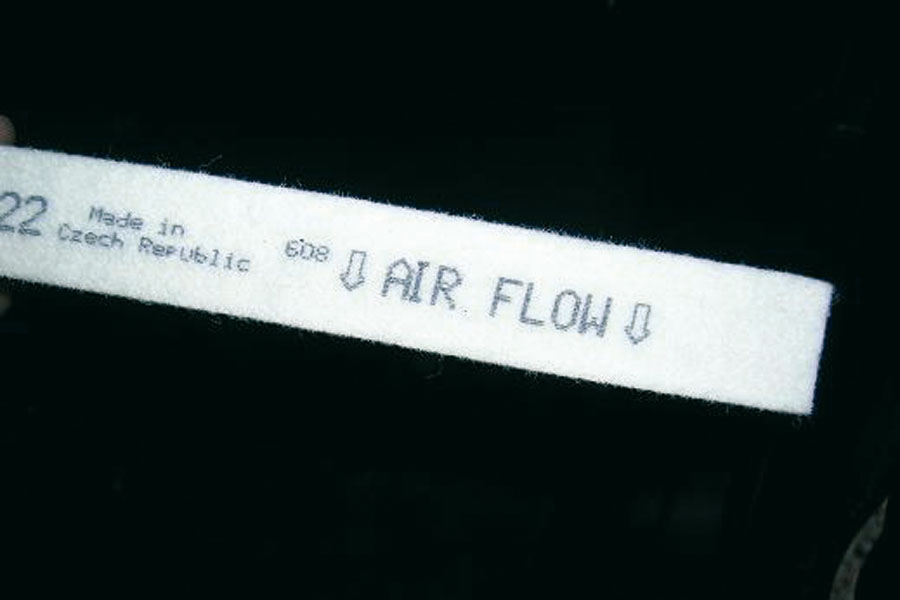 22
Made in
Czech Republic
6D8
⇩ AIR FLOW ⇩